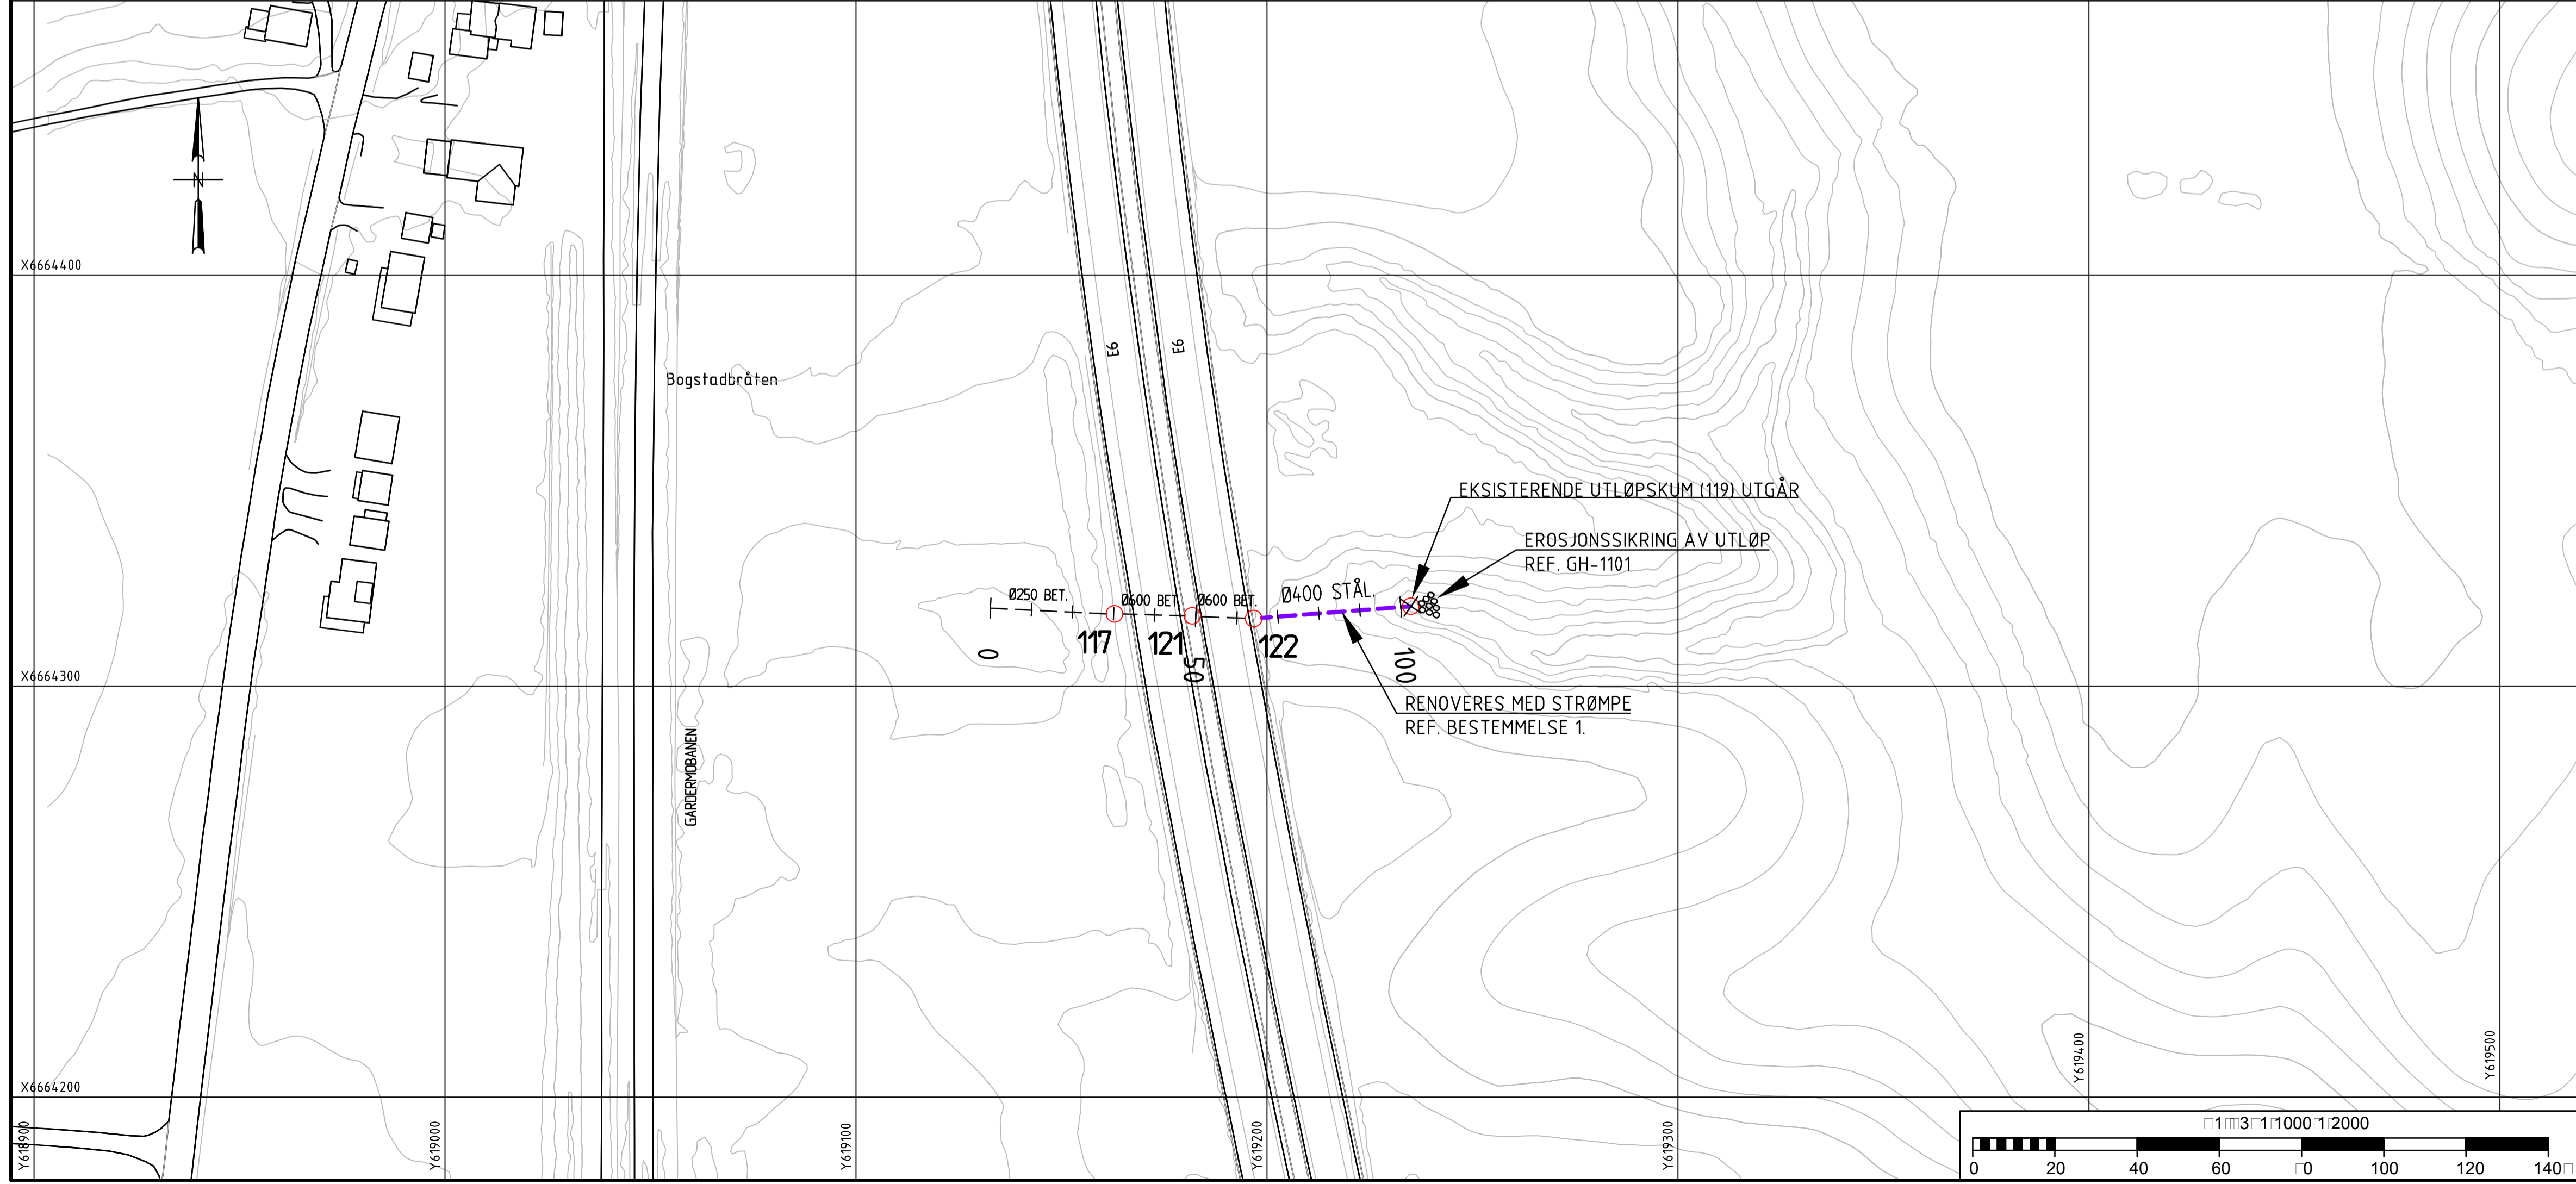 N
X6664400
E6
E6
Bogstadbråten
EKSISTERENDE UTLØPSKUM (119) UTGÅR
EROSJONSSIKRING AV UTLØP
REF. GH-1101
Ø250 BET.
Ø600 BET.
Ø600 BET.
Ø400 STÅL.
117
121
122
0
50
100
X6664300
RENOVERES MED STRØMPE
REF. BESTEMMELSE 1.
GARDERMOBANEN
X6664200
Y618900
Y619000
Y619100
Y619200
Y619300
Y619400
Y619500
0 20 40 60 100 120 140